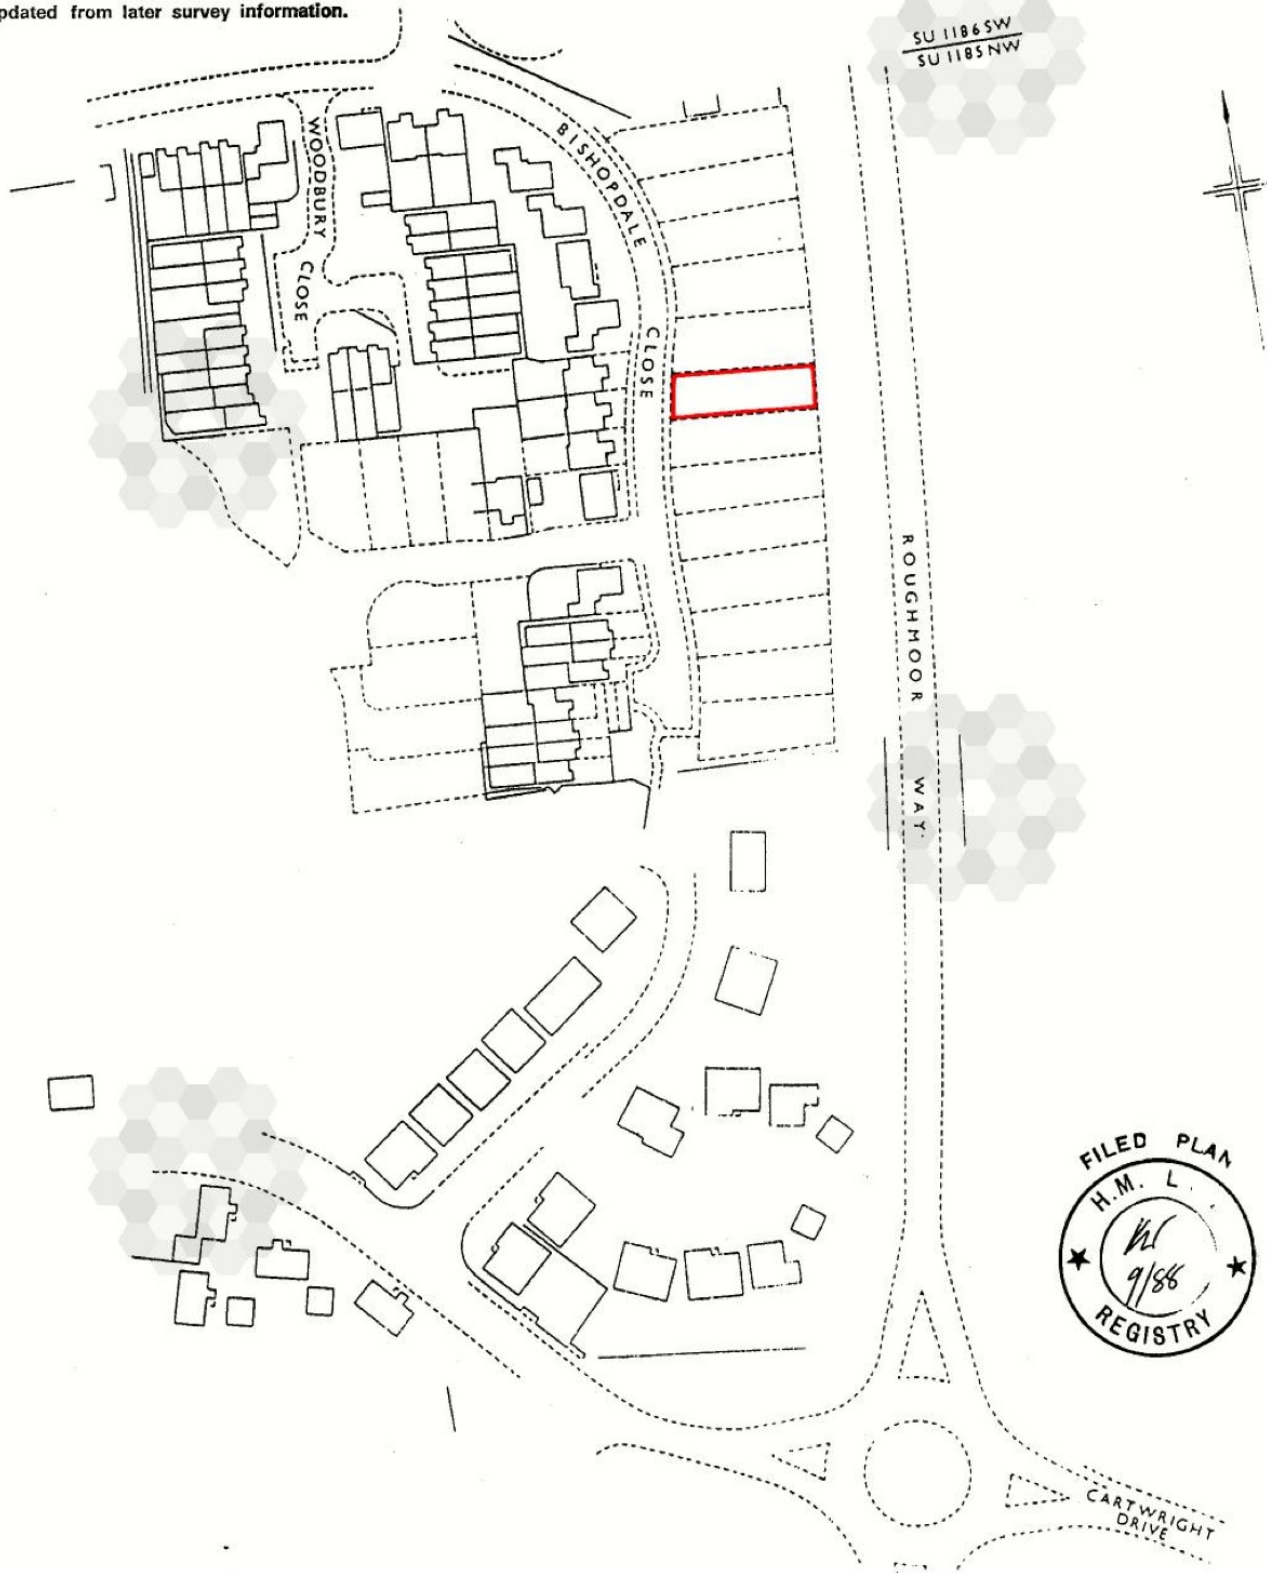 pdated from later survey information.
SU 1186 SW
SU 1185 NW
WOODBURY
CLOSE
BISHOPDALE
CLOSE
ROUGHMOOR
WAY
FILED PLAN
H.M. L.
9/88
REGISTRY
CARTWRIGHT
DRIVE